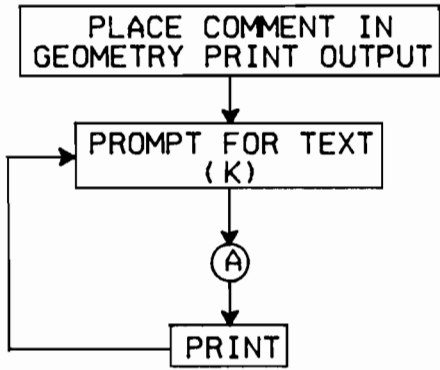 PLACE COMMENT IN
GEOMETRY PRINT OUTPUT
PROMPT FOR TEXT
(K)
A
PRINT